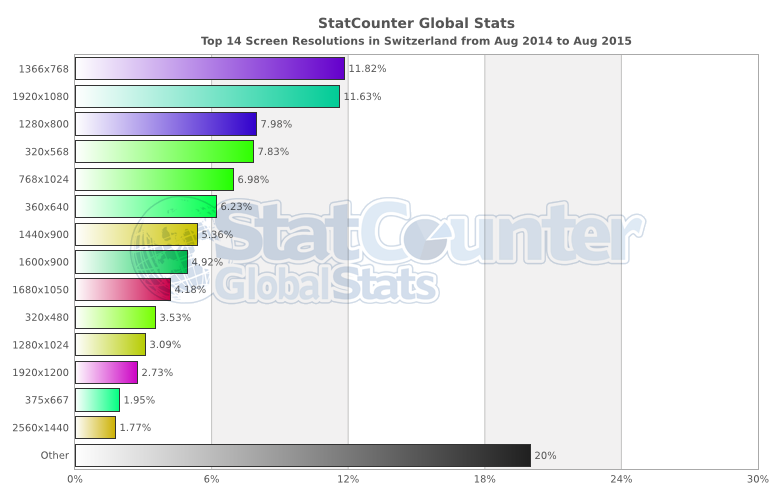 StatCounter Global Stats
Top 14 Screen Resolutions in Switzerland from Aug 2014 to Aug 2015
1366x768 11.82%
1920x1080 11.63%
1280x800 7.98%
320x568 7.83%
768x1024 6.98%
360x640 6.23%
1440x900 5.36%
StatCounter
1600x900 4.92%
GlobalStats
1680x1050 4.18%
320x480 3.53%
1280x1024 3.09%
1920x1200 2.73%
375x667 1.95%
2560x1440 1.77%
Other 20%
0% 6% 12% 18% 24% 30%